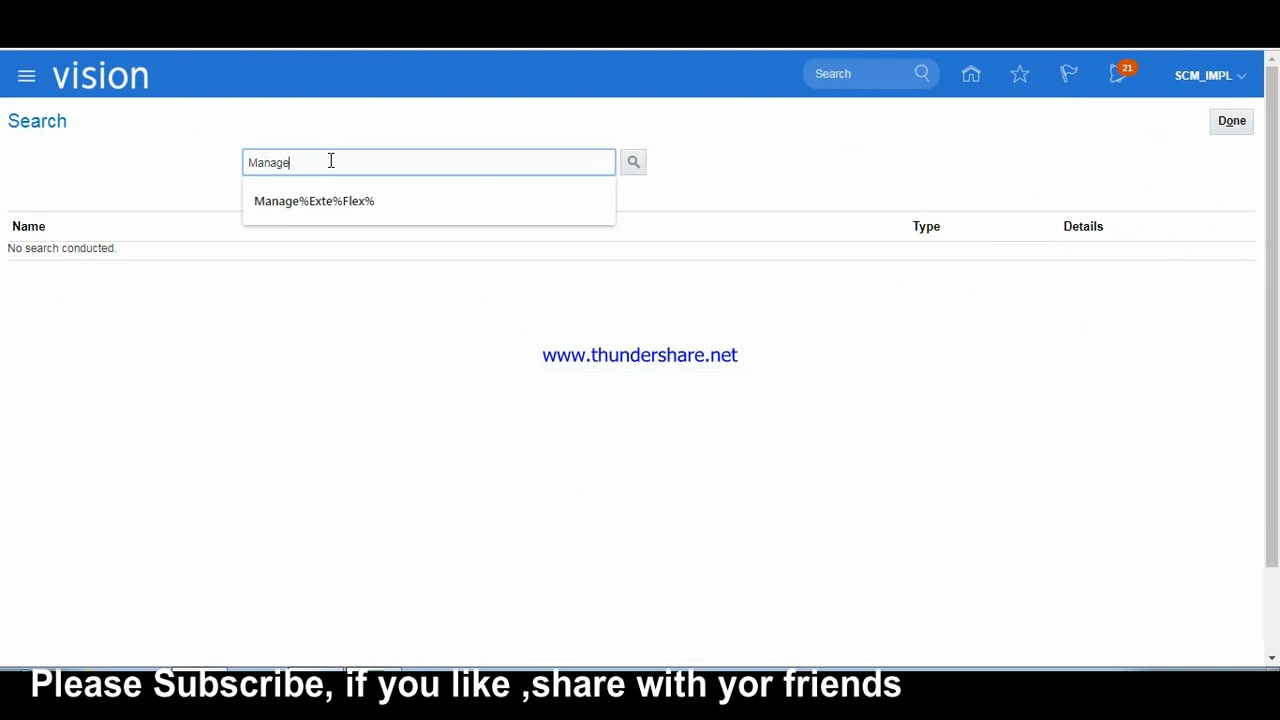 vision
Search
21
SCM_IMPL
Search
Done
Manage
Manage%Exte%Flex%
Name
Type
Details
No search conducted.
www.thundershare.net
Please Subscribe, if you like ,share with yor friends